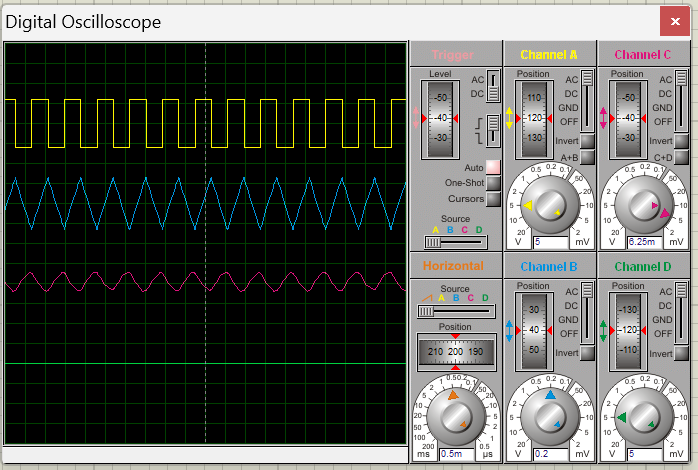 Digital Oscilloscope
Trigger
Level
-50
-40
-30
AC
DC
Auto
One-Shot
Cursors
Source
A B C D
Channel A
Position
110
120
130
AC
DC
GND
OFF
Invert
A+B
1 0.5 0.2 0.1
2
5
10
20
50
20
10
5
2
V
5
mV
Channel C
Position
-50
-40
-30
AC
DC
GND
OFF
Invert
C+D
1 0.5 0.2 0.1
2
5
10
20
50
20
10
5
2
V
6.25m
mV
Horizontal
Source
A B C D
Position
210 200 190
1 0.50 0.2 0.1
2
5
10
20
50
100
200
50
20
10
5
2
1
0.5
ms
0.5m
µs
Channel B
Position
30
40
50
AC
DC
GND
OFF
Invert
1 0.5 0.2 0.1
2
5
10
20
50
20
10
5
2
V
0.2
mV
Channel D
Position
-130
-120
-110
AC
DC
GND
OFF
Invert
1 0.5 0.2 0.1
2
5
10
20
50
20
10
5
2
V
5
mV